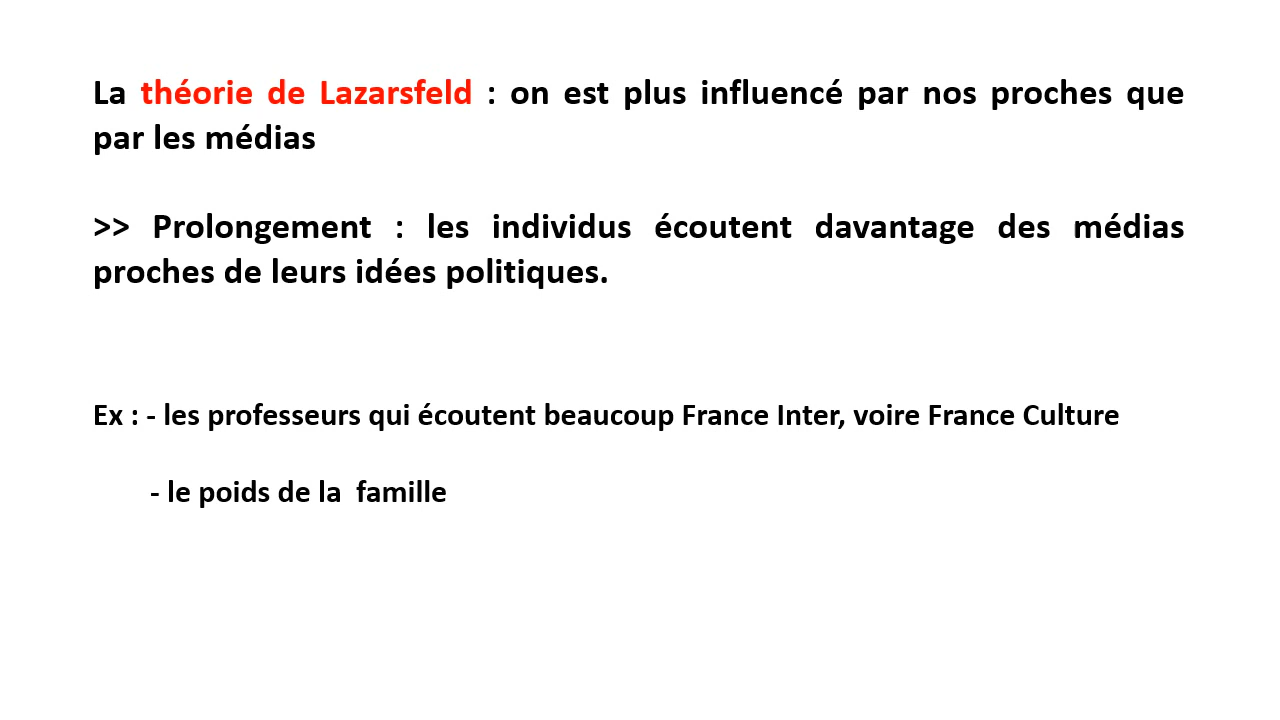 La théorie de Lazarsfeld : on est plus influencé par nos proches que
par les médias
>> Prolongement : les individus écoutent davantage des médias
proches de leurs idées politiques.
Ex : - les professeurs qui écoutent beaucoup France Inter, voire France Culture
- le poids de la famille